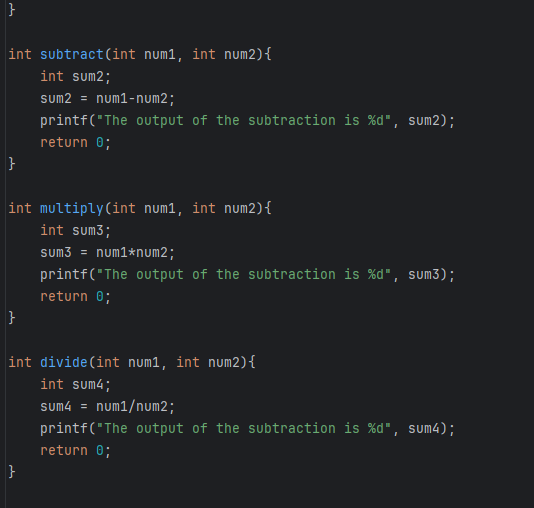 }
int subtract(int num1, int num2){
    int sum2;
    sum2 = num1-num2;
    printf("The output of the subtraction is %d", sum2);
    return 0;
}
int multiply(int num1, int num2){
    int sum3;
    sum3 = num1*num2;
    printf("The output of the subtraction is %d", sum3);
    return 0;
}
int divide(int num1, int num2){
    int sum4;
    sum4 = num1/num2;
    printf("The output of the subtraction is %d", sum4);
    return 0;
}